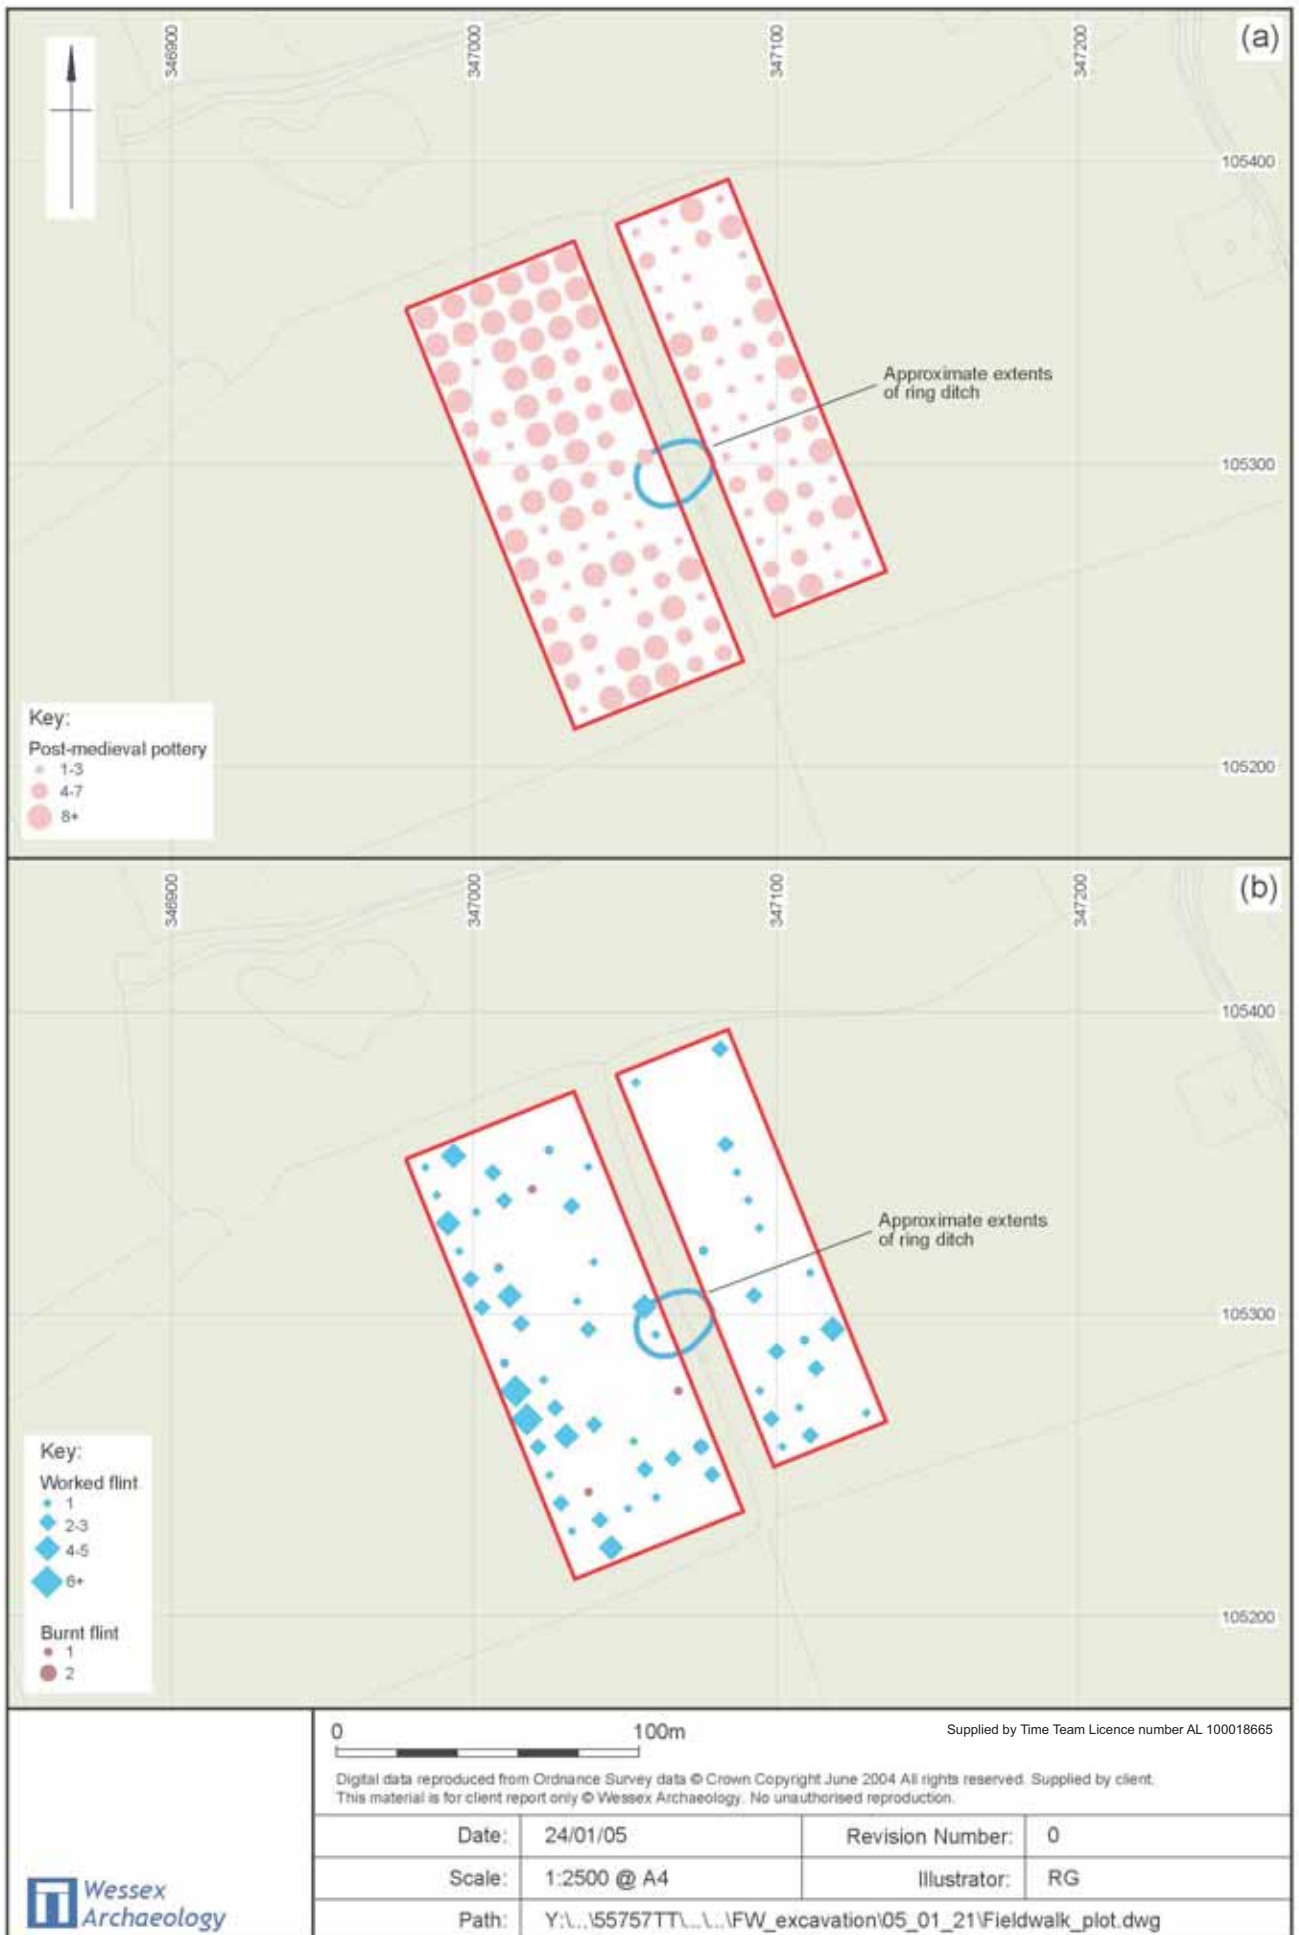 (a)
346900
347000
347100
347200
105400
Approximate extents
of ring ditch
105300
105200
Key:
Post-medieval pottery
1-3
4-7
8+
(b)
346900
347000
347100
347200
105400
Approximate extents
of ring ditch
105300
105200
Key:
Worked flint
1
2-3
4-5
6+
Burnt flint
1
2
0 100m
Supplied by Time Team Licence number AL 100018665
Digital data reproduced from Ordnance Survey data © Crown Copyright June 2004 All rights reserved. Supplied by client.
This material is for client report only © Wessex Archaeology. No unauthorised reproduction.
Date: 24/01/05 Revision Number: 0
Scale: 1:2500 @ A4 Illustrator: RG
Path: Y:\...\55757TT\...\...\FW_excavation\05_01_21\Fieldwalk_plot.dwg
Wessex
Archaeology